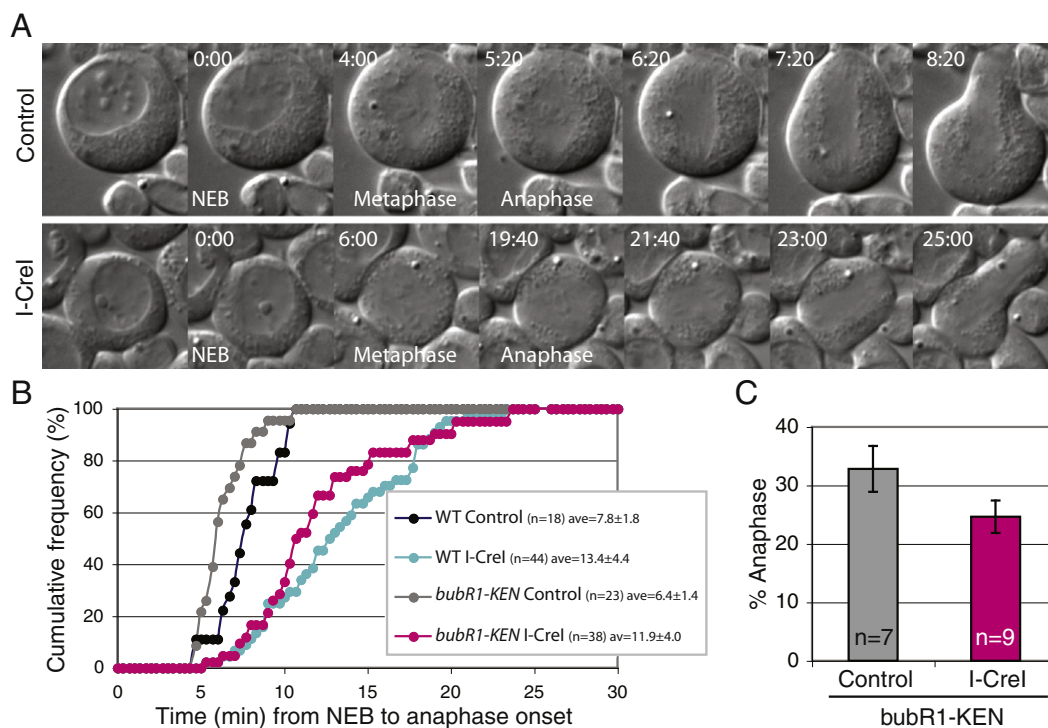 A
Control
0:00
4:00
5:20
6:20
7:20
8:20
NEB
Metaphase
Anaphase
I-CreI
0:00
6:00
19:40
21:40
23:00
25:00
NEB
Metaphase
Anaphase
B
Cumulative frequency (%)
100
80
60
40
20
0
0 5 10 15 20 25 30
Time (min) from NEB to anaphase onset
WT Control (n=18) ave=7.8±1.8
WT I-CreI (n=44) ave=13.4±4.4
bubR1-KEN Control (n=23) ave=6.4±1.4
bubR1-KEN I-CreI (n=38) av=11.9±4.0
C
% Anaphase
40
30
20
10
0
n=7
n=9
Control
I-CreI
bubR1-KEN